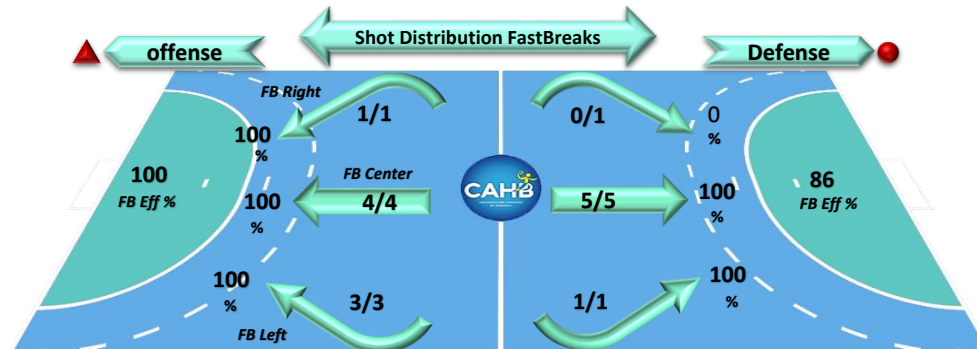 Shot Distribution FastBreaks
offense
Defense
FB Right
1/1
0/1
100
%
0
%
100
FB Eff %
FB Center
4/4
100
%
CAHB
5/5
100
%
86
FB Eff %
100
%
3/3
FB Left
1/1
100
%